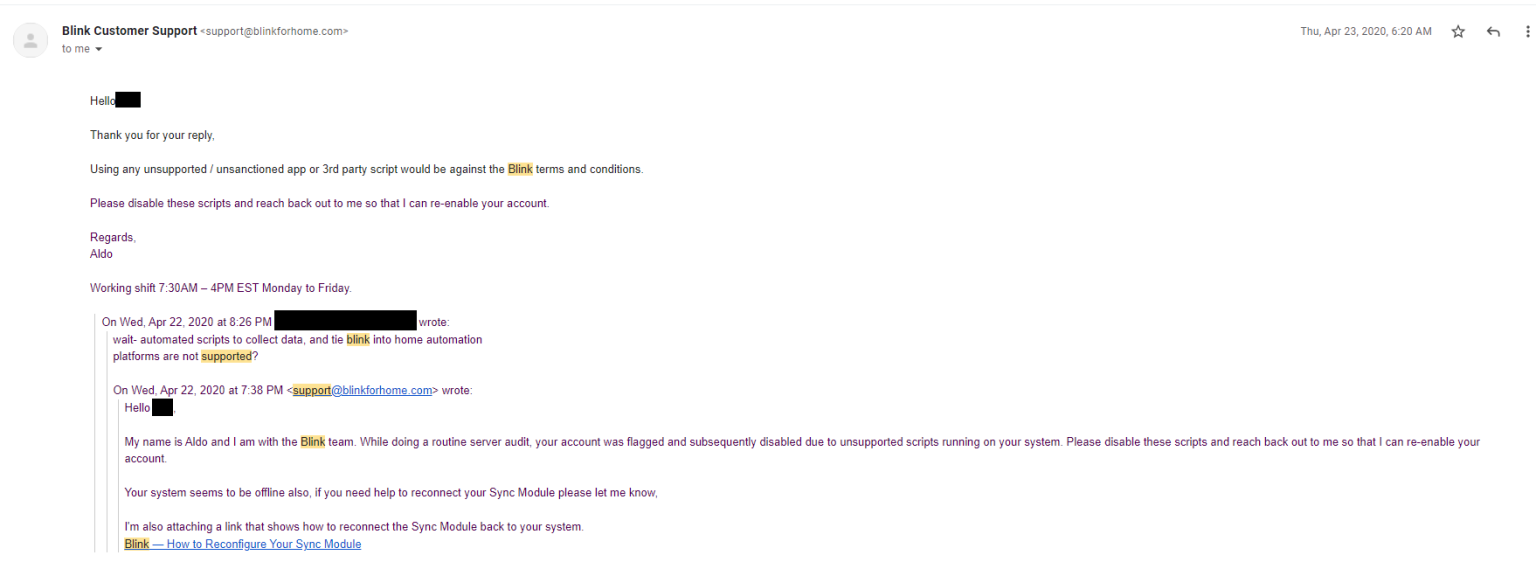 Blink Customer Support <support@blinkforhome.com>
Thu, Apr 23, 2020, 6:20 AM
to me
Hello
Thank you for your reply,
Using any unsupported / unsanctioned app or 3rd party script would be against the Blink terms and conditions.
Please disable these scripts and reach back out to me so that I can re-enable your account.
Regards,
Aldo
Working shift 7:30AM – 4PM EST Monday to Friday.
On Wed, Apr 22, 2020 at 8:26 PM wrote:
wait- automated scripts to collect data, and tie blink into home automation
platforms are not supported?
On Wed, Apr 22, 2020 at 7:38 PM <support@blinkforhome.com> wrote:
Hello ,
My name is Aldo and I am with the Blink team. While doing a routine server audit, your account was flagged and subsequently disabled due to unsupported scripts running on your system. Please disable these scripts and reach back out to me so that I can re-enable your
account.
Your system seems to be offline also, if you need help to reconnect your Sync Module please let me know,
I'm also attaching a link that shows how to reconnect the Sync Module back to your system.
Blink — How to Reconfigure Your Sync Module